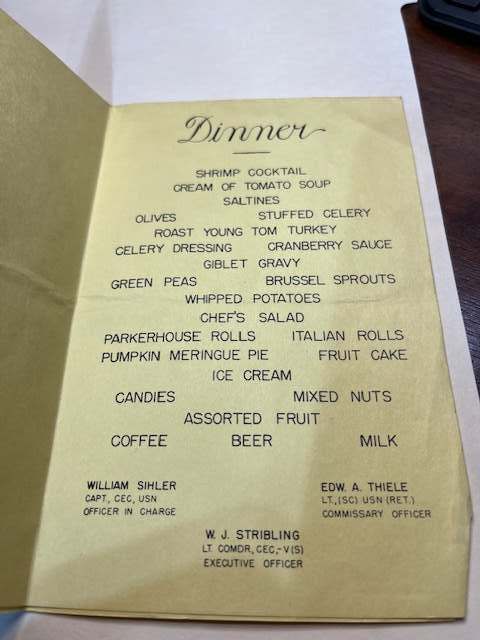 Dinner
SHRIMP COCKTAIL
CREAM OF TOMATO SOUP
SALTINES
OLIVES STUFFED CELERY
ROAST YOUNG TOM TURKEY
CELERY DRESSING CRANBERRY SAUCE
GIBLET GRAVY
GREEN PEAS BRUSSEL SPROUTS
WHIPPED POTATOES
CHEF'S SALAD
PARKERHOUSE ROLLS ITALIAN ROLLS
PUMPKIN MERINGUE PIE FRUIT CAKE
ICE CREAM
CANDIES MIXED NUTS
ASSORTED FRUIT
COFFEE BEER MILK
WILLIAM SIHLER
CAPT., CEC, USN
OFFICER IN CHARGE
EDW. A. THIELE
LT., (SC) USN (RET.)
COMMISSARY OFFICER
W. J. STRIBLING
LT. COMDR, CEC,-V(S)
EXECUTIVE OFFICER